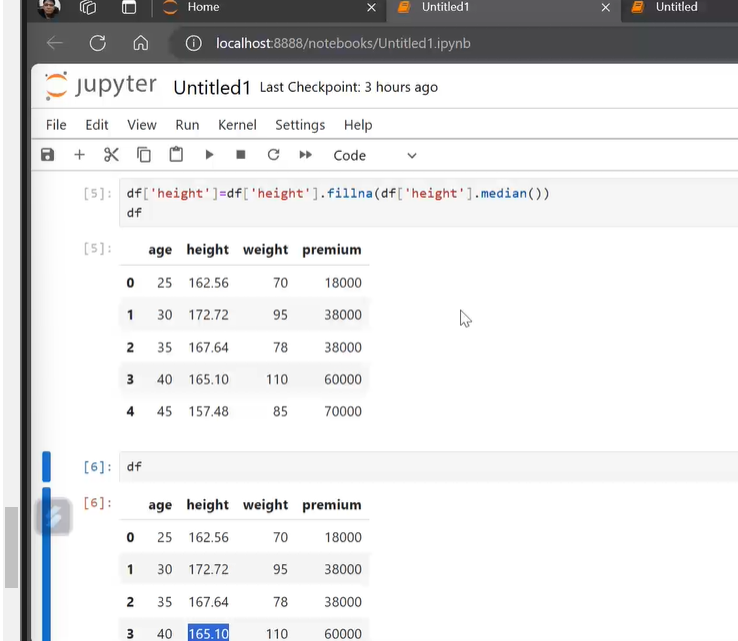 Home
Untitled1
Untitled
localhost:8888/notebooks/Untitled1.ipynb
jupyter Untitled1 Last Checkpoint: 3 hours ago
File Edit View Run Kernel Settings Help
Code
[5]: df['height']=df['height'].fillna(df['height'].median())
df
[5]:
age height weight premium
0 25 162.56 70 18000
1 30 172.72 95 38000
2 35 167.64 78 38000
3 40 165.10 110 60000
4 45 157.48 85 70000
[6]: df
[6]:
age height weight premium
0 25 162.56 70 18000
1 30 172.72 95 38000
2 35 167.64 78 38000
3 40 165.10 110 60000